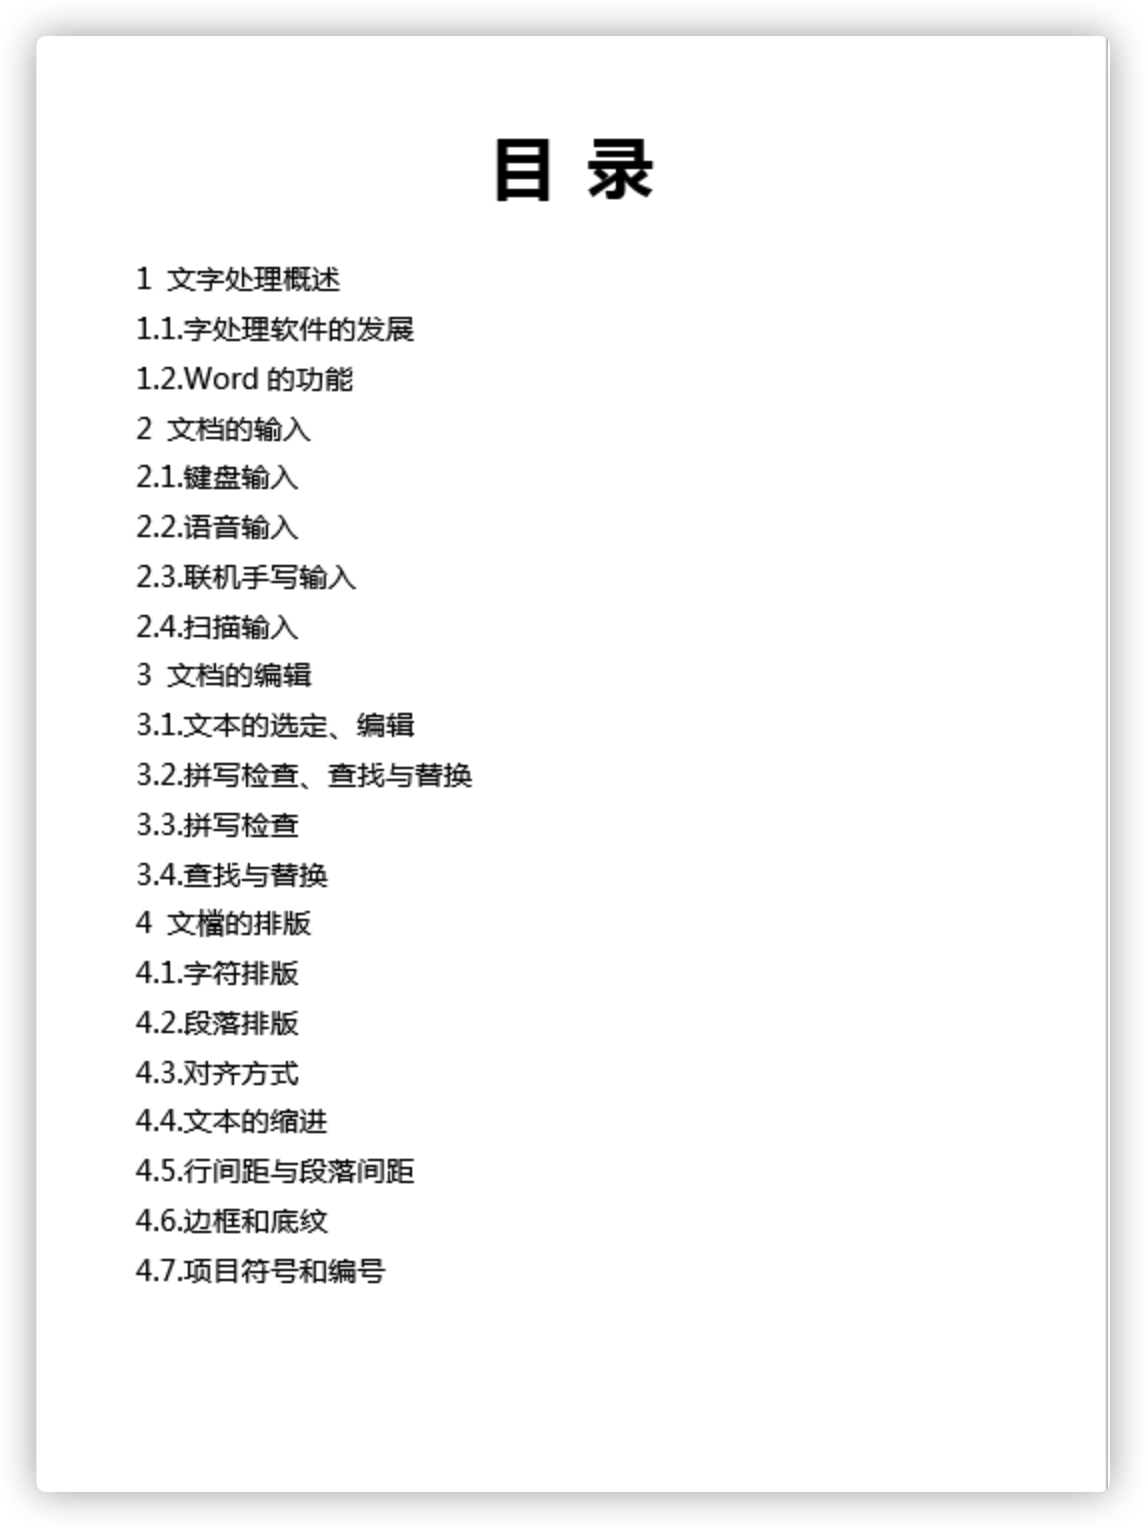 目 录
1 文字处理概述
1.1.字处理软件的发展
1.2.Word 的功能
2 文档的输入
2.1.键盘输入
2.2.语音输入
2.3.联机手写输入
2.4.扫描输入
3 文档的编辑
3.1.文本的选定、编辑
3.2.拼写检查、查找与替换
3.3.拼写检查
3.4.查找与替换
4 文檔的排版
4.1.字符排版
4.2.段落排版
4.3.对齐方式
4.4.文本的缩进
4.5.行间距与段落间距
4.6.边框和底纹
4.7.项目符号和编号